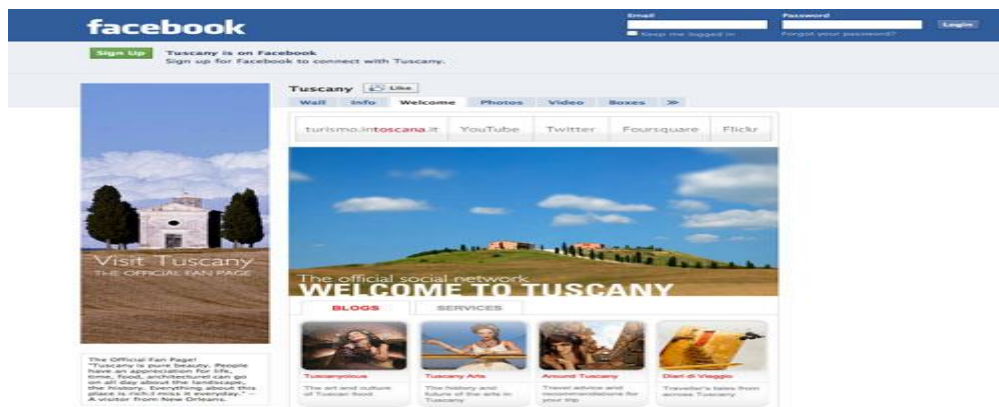 facebook
Email
Password
Login
Keep me logged in
Forgot your password?
Sign Up
Tuscany is on Facebook
Sign up for Facebook to connect with Tuscany.
Tuscany
Like
Wall Info Welcome Photos Video Boxes »
turismo.intoscana.it YouTube Twitter Foursquare Flickr
Visit Tuscany
THE OFFICIAL FAN PAGE
The official social network
WELCOME TO TUSCANY
BLOGS SERVICES
Tuscanycious
The art and culture
of Tuscan food
Tuscany Arts
The history and
future of the arts in
Tuscany
Around Tuscany
Travel advice and
recommendations for
your trip
Diari di Viaggio
Traveller's tales from
across Tuscany
The Official Fan Page!
"Tuscany is pure beauty. People
have an appreciation for life,
time, food, architecture!I can go
on all day about the landscape,
the history. Everything about this
place is rich.I miss it everyday." –
A visitor from New Orleans.